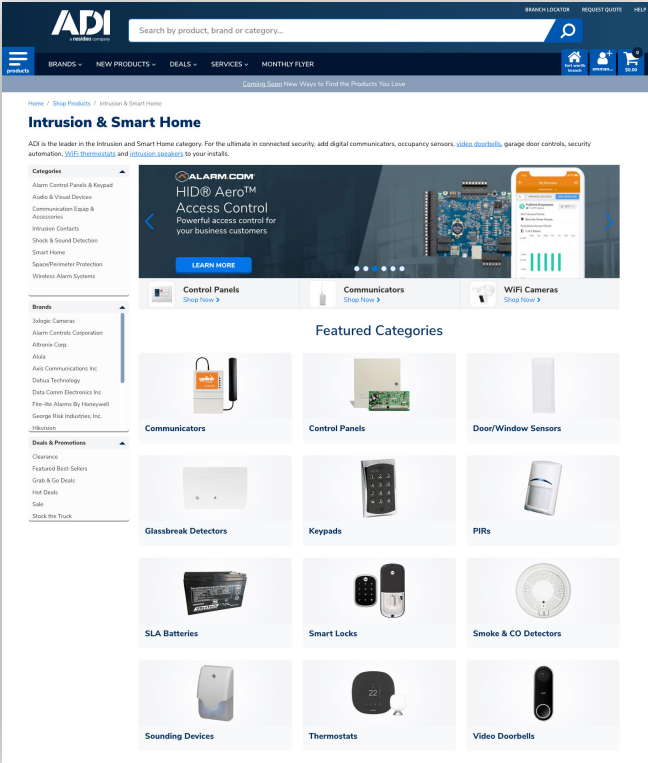 BRANCH LOCATOR REQUEST QUOTE HELP
ADI
a resideo company
Search by product, brand or category...
products
BRANDS NEW PRODUCTS DEALS SERVICES MONTHLY FLYER
fort worth branch
emman...
0
$0.00
Coming Soon New Ways to Find the Products You Love
Home / Shop Products / Intrusion & Smart Home
Intrusion & Smart Home
ADI is the leader in the Intrusion and Smart Home category. For the ultimate in connected security, add digital communicators, occupancy sensors, video doorbells, garage door controls, security
automation, WiFi thermostats and intrusion speakers to your installs.
Categories
Alarm Control Panels & Keypad
Audio & Visual Devices
Communication Equip &
Accessories
Intrusion Contacts
Shock & Sound Detection
Smart Home
Space/Perimeter Protection
Wireless Alarm Systems
Brands
3xlogic Cameras
Alarm Controls Corporation
Altronix Corp.
Alula
Axis Communications Inc
Dahua Technology
Data Comm Electronics Inc
Fire-lite Alarms By Honeywell
George Risk Industries, Inc.
Hikvision
Deals & Promotions
Clearance
Featured Best-Sellers
Grab & Go Deals
Hot Deals
Sale
Stock the Truck
ALARM.COM
HID® Aero™
Access Control
Powerful access control for
your business customers
LEARN MORE
Control Panels
Shop Now
Communicators
Shop Now
WiFi Cameras
Shop Now
Featured Categories
Communicators
Control Panels
Door/Window Sensors
Glassbreak Detectors
Keypads
PIRs
SLA Batteries
Smart Locks
Smoke & CO Detectors
22
Sounding Devices
Thermostats
Video Doorbells